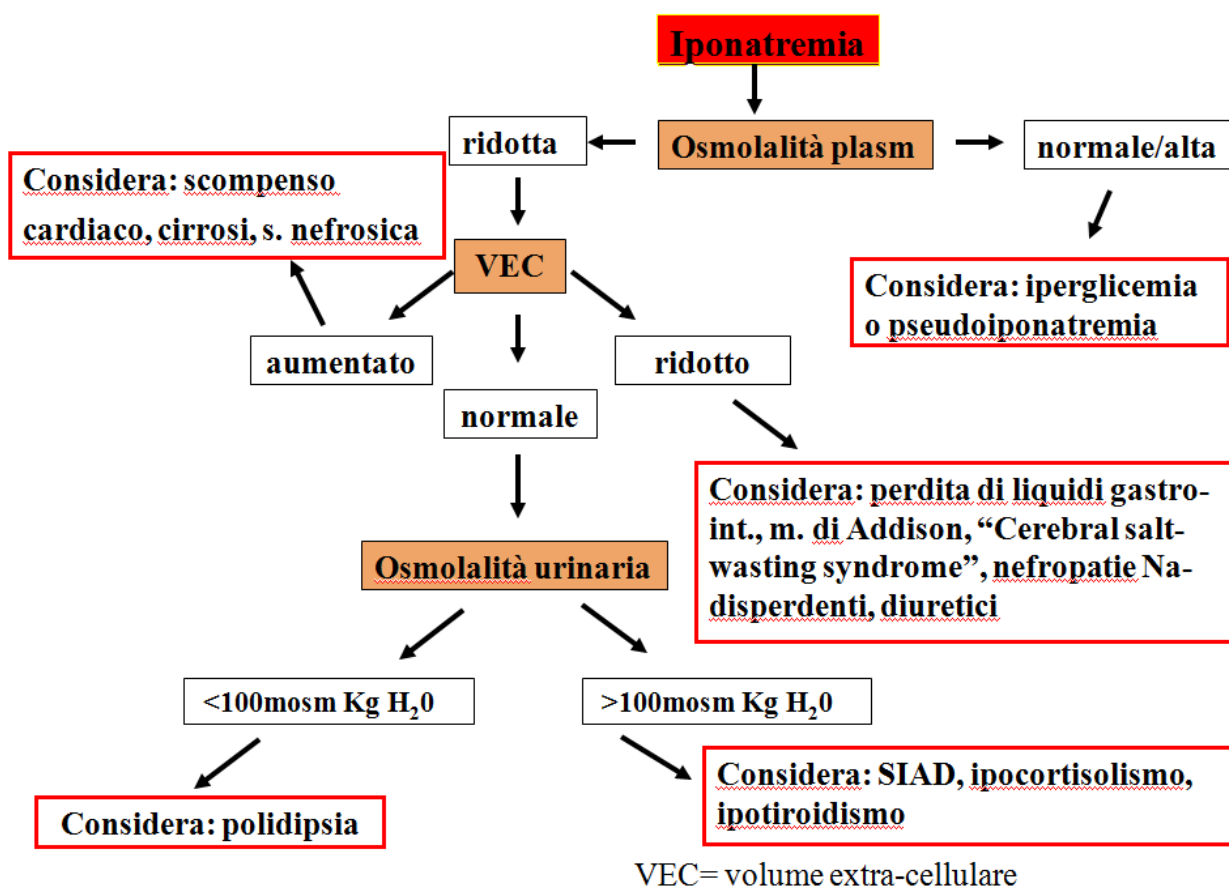 Iponatremia
ridotta
Osmolalità plasm
normale/alta
Considera: scompenso
cardiaco, cirrosi, s. nefrosica
VEC
Considera: iperglicemia
o pseudoiponatremia
aumentato
ridotto
normale
Considera: perdita di liquidi gastro-
int., m. di Addison, “Cerebral salt-
wasting syndrome”, nefropatie Na-
disperdenti, diuretici
Osmolalità urinaria
<100mosm Kg H₂0
>100mosm Kg H₂0
Considera: SIAD, ipocortisolismo,
ipotiroidismo
Considera: polidipsia
VEC= volume extra-cellulare